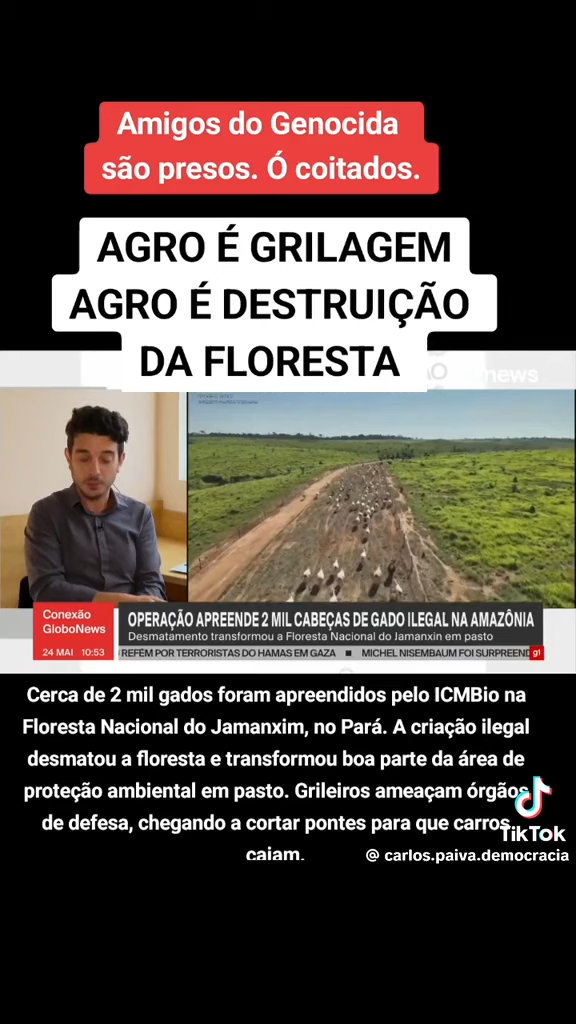 Amigos do Genocida
são presos. Ó coitados.
AGRO É GRILAGEM
AGRO É DESTRUIÇÃO
DA FLORESTA
news
Conexão
GloboNews
24 MAI 10:53
OPERAÇÃO APREENDE 2 MIL CABEÇAS DE GADO ILEGAL NA AMAZÔNIA
Desmatamento transformou a Floresta Nacional do Jamanxin em pasto
REFÉM POR TERRORISTAS DO HAMAS EM GAZA ■ MICHEL NISEMBAUM FOI SURPREEND
g1
Cerca de 2 mil gados foram apreendidos pelo ICMBio na
Floresta Nacional do Jamanxim, no Pará. A criação ilegal
desmatou a floresta e transformou boa parte da área de
proteção ambiental em pasto. Grileiros ameaçam órgãos
de defesa, chegando a cortar pontes para que carros
caiam.
TikTok
@ carlos.paiva.democracia